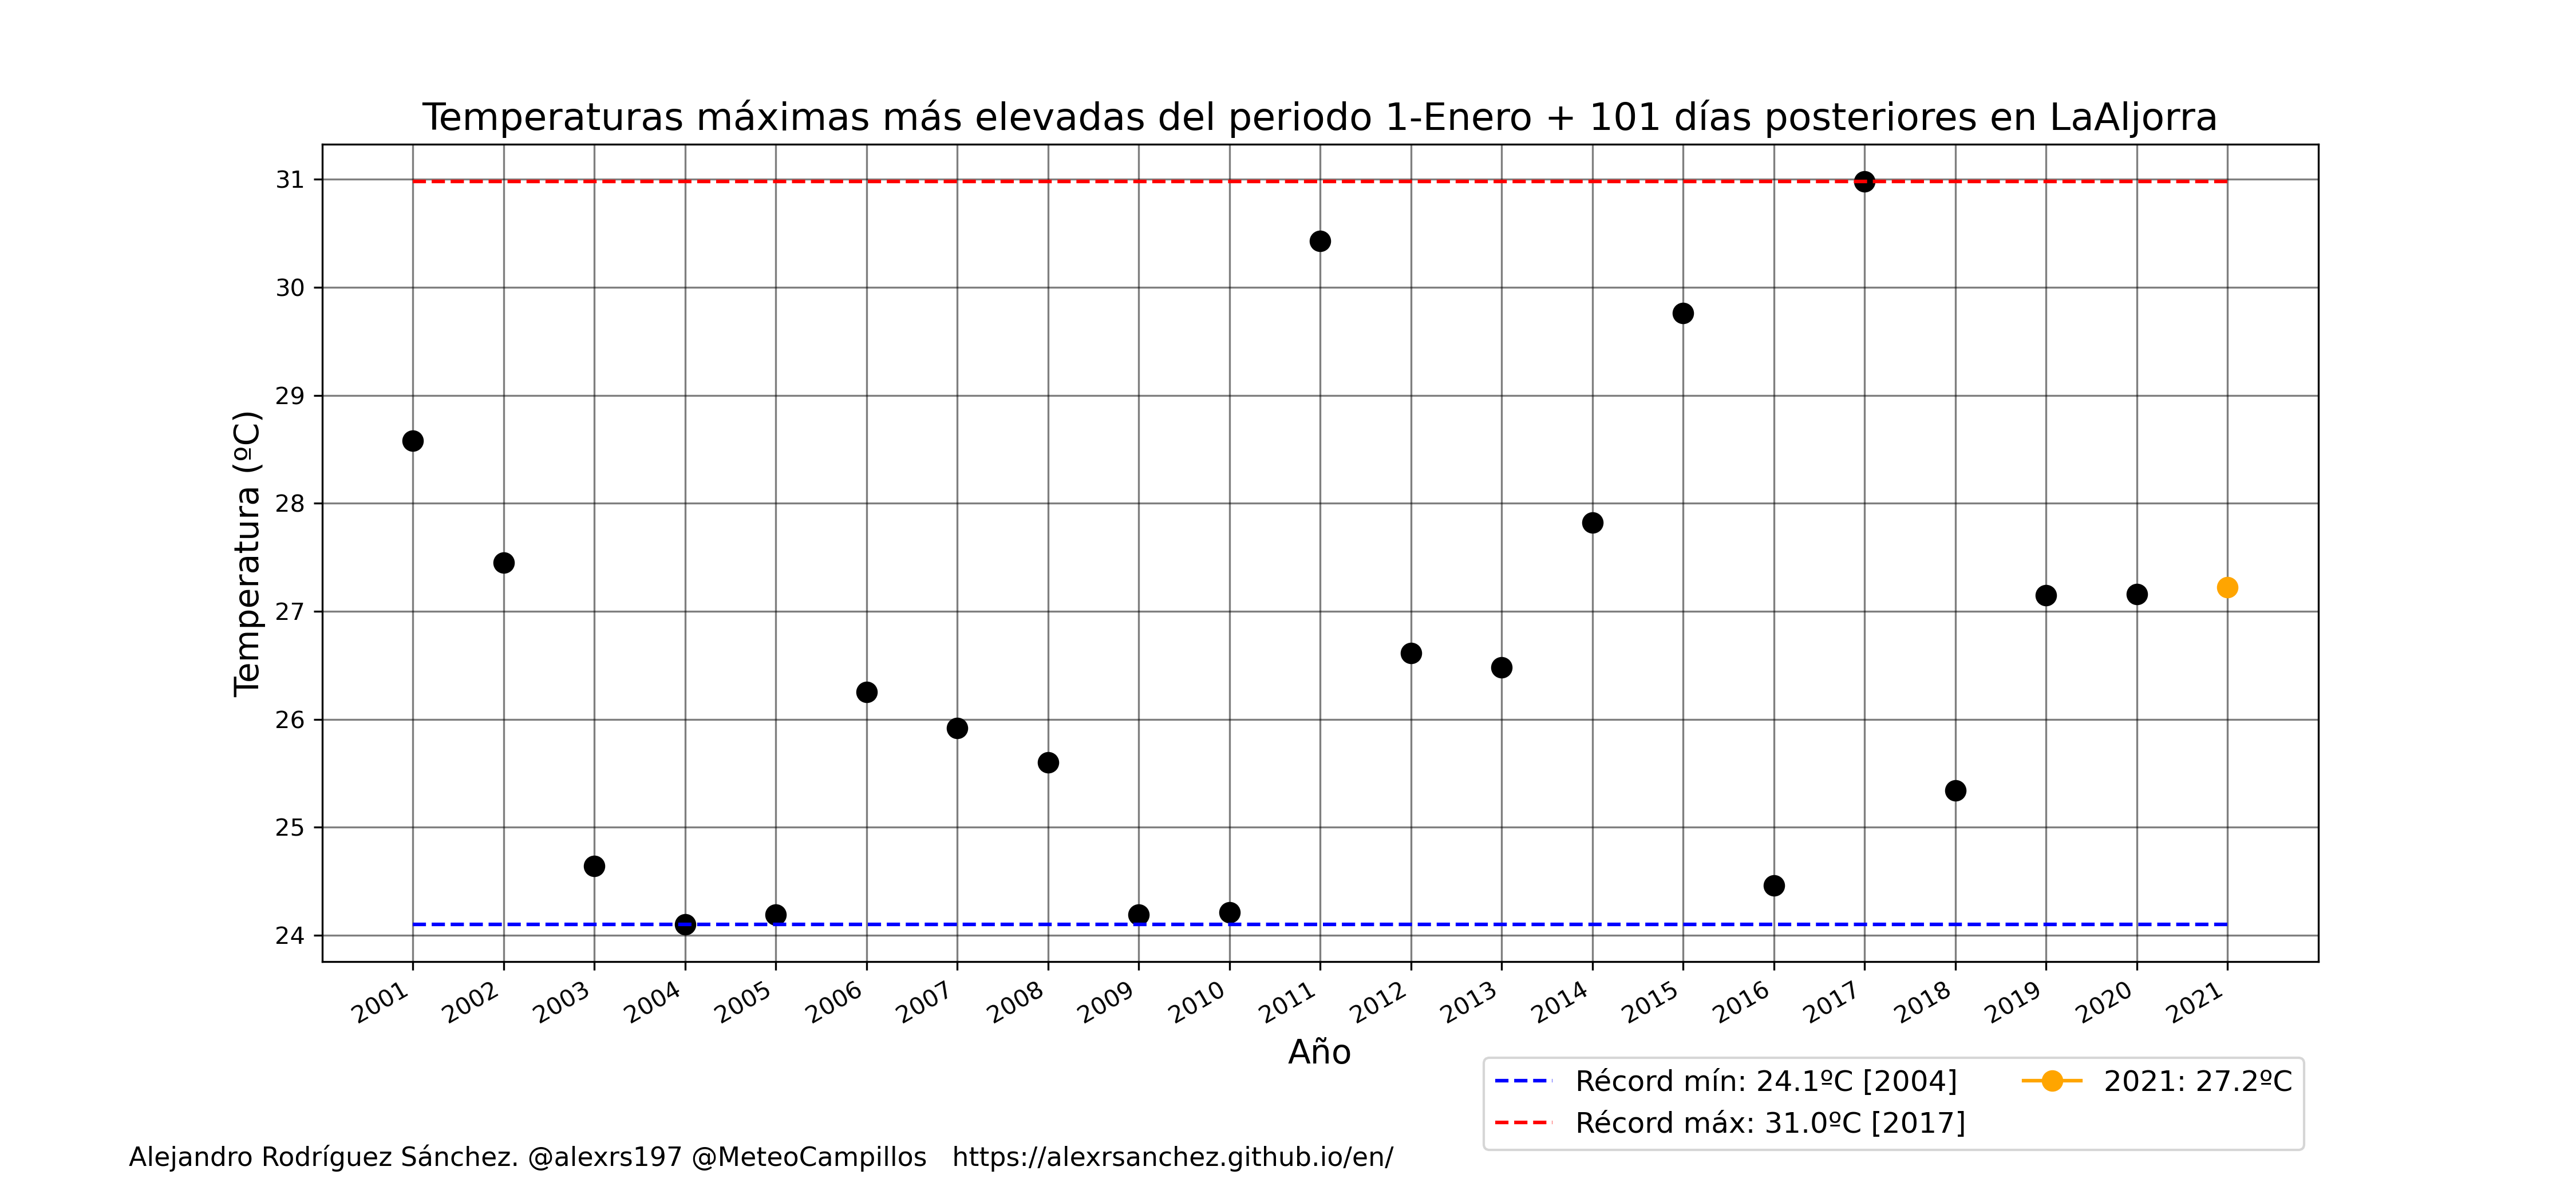 Temperaturas máximas más elevadas del periodo 1-Enero + 101 días posteriores en LaAljorra
Temperatura (ºC)
31
30
29
28
27
26
25
24
2001 2002 2003 2004 2005 2006 2007 2008 2009 2010 2011 2012 2013 2014 2015 2016 2017 2018 2019 2020 2021
Año
Récord mín: 24.1ºC [2004]
Récord máx: 31.0ºC [2017]
2021: 27.2ºC
Alejandro Rodríguez Sánchez. @alexrs197 @MeteoCampillos https://alexrsanchez.github.io/en/